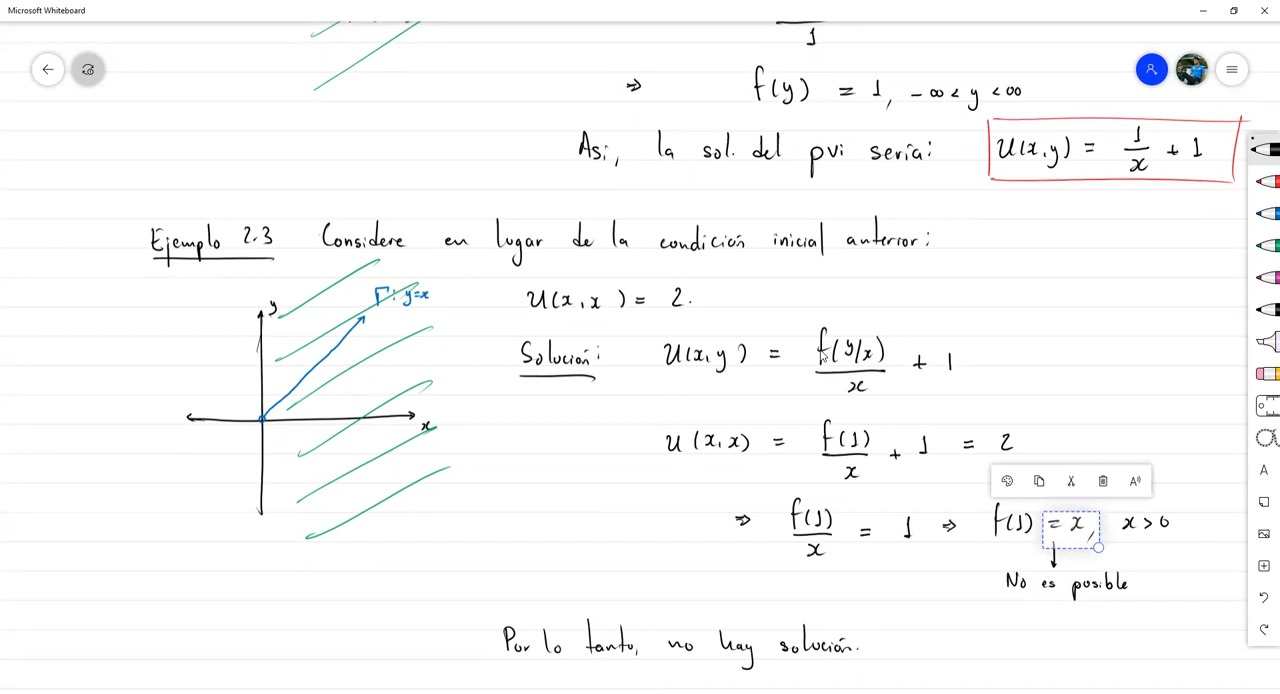 Microsoft Whiteboard
1
⇒ f(y) = 1, -∞ < y < ∞
Asi, la sol. del pvi sería: U(x,y) = 1/x + 1
Ejemplo 2.3 Considere en lugar de la condición inicial anterior:
y
Γ: y=x
U(x,x) = 2.
Solución: U(x,y) = f(y/x)/x + 1
x
U(x,x) = f(1)/x + 1 = 2
⇒ f(1)/x = 1 ⇒ f(1) = x, x>0
No es posible
Por lo tanto, no hay solución.